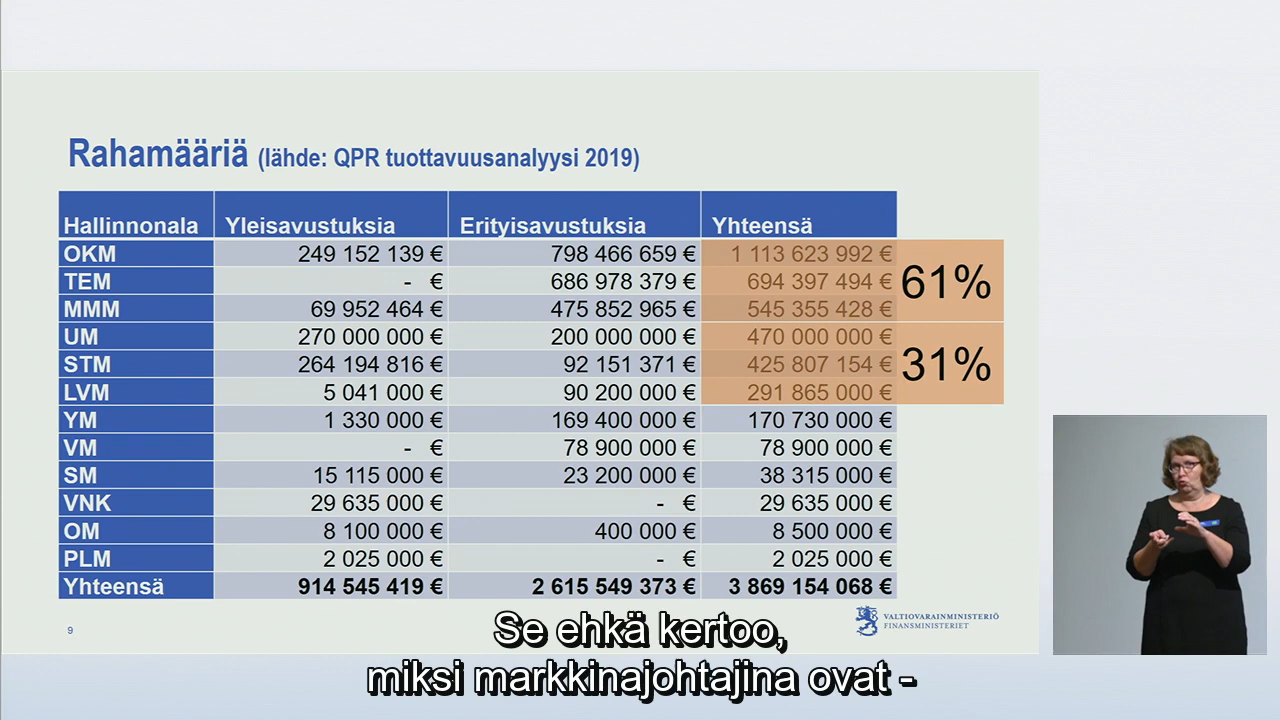 Rahamääriä (lähde: QPR tuottavuusanalyysi 2019)
Hallinnonala Yleisavustuksia Erityisavustuksia Yhteensä
OKM 249 152 139 € 798 466 659 € 1 113 623 992 €
TEM - € 686 978 379 € 694 397 494 €
MMM 69 952 464 € 475 852 965 € 545 355 428 €
61%
UM 270 000 000 € 200 000 000 € 470 000 000 €
STM 264 194 816 € 92 151 371 € 425 807 154 €
LVM 5 041 000 € 90 200 000 € 291 865 000 €
31%
YM 1 330 000 € 169 400 000 € 170 730 000 €
VM - € 78 900 000 € 78 900 000 €
SM 15 115 000 € 23 200 000 € 38 315 000 €
VNK 29 635 000 € - € 29 635 000 €
OM 8 100 000 € 400 000 € 8 500 000 €
PLM 2 025 000 € - € 2 025 000 €
Yhteensä 914 545 419 € 2 615 549 373 € 3 869 154 068 €
9
VALTIOVARAINMINISTERIÖ
FINANSMINISTERIET
Se ehkä kertoo,
miksi markkinajohtajina ovat -